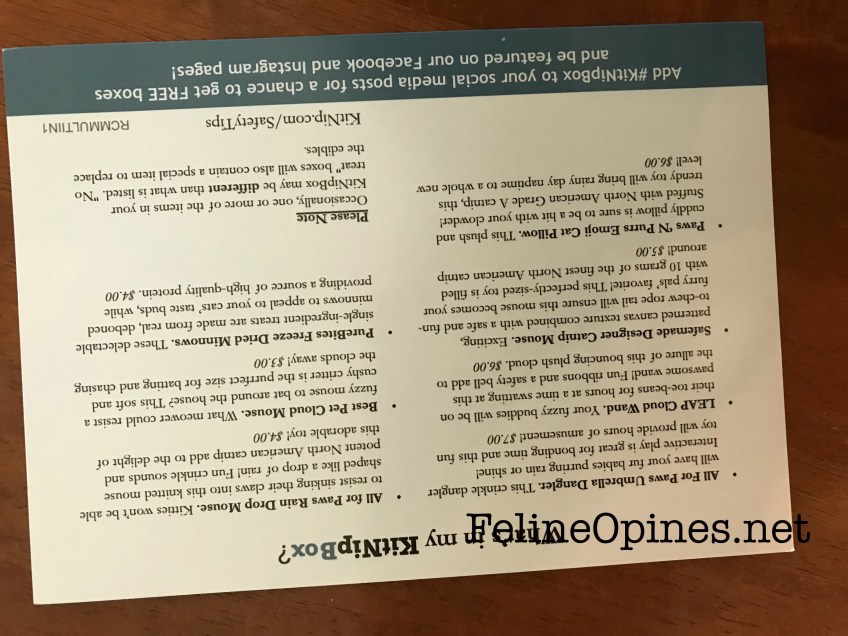 What's in my KitNipBox?
• All For Paws Umbrella Dangler. This crinkle dangler
will have your fur babies purring rain or shine!
Interactive play is great for bonding time and this fun
toy will provide hours of amusement! $7.00
• LEAP Cloud Wand. Your fuzzy buddies will be on
their toe-beans for hours at a time swatting at this
pawsome wand! Fun ribbons and a safety bell add to
the allure of this bouncing plush cloud. $6.00
• Safemade Designer Catnip Mouse. Exciting,
patterned canvas texture combined with a safe and fun-
to-chew rope tail will ensure this mouse becomes your
furry pals' favorite! This perfectly-sized toy is filled
with 10 grams of the finest North American catnip
around! $5.00
• Paws 'N Purrs Emoji Cat Pillow. This plush and
cuddly pillow is sure to be a hit with your clowder!
Stuffed with North American Grade A catnip, this
trendy toy will bring rainy day naptime to a whole new
level! $6.00
• All for Paws Rain Drop Mouse. Kitties won't be able
to resist sinking their claws into this knitted mouse
shaped like a drop of rain! Fun crinkle sounds and
potent North American catnip add to the delight of
this adorable toy! $4.00
• Best Pet Cloud Mouse. What meower could resist a
fuzzy mouse to bat around the house? This soft and
cushy critter is the purrfect size for batting and chasing
the clouds away! $3.00
• PureBites Freeze Dried Minnows. These delectable
single-ingredient treats are made from real, deboned
minnows to appeal to your cats' taste buds, while
providing a source of high-quality protein. $4.00
Please Note
Occasionally, one or more of the items in your
KitNipBox may be different than what is listed. "No
treat" boxes will also contain a special item to replace
the edibles.
KitNip.com/SafetyTips
RCMMULTIIN1
Add #KitNipBox to your social media posts for a chance to get FREE boxes
and be featured on our Facebook and Instagram pages!
FelineOpines.net